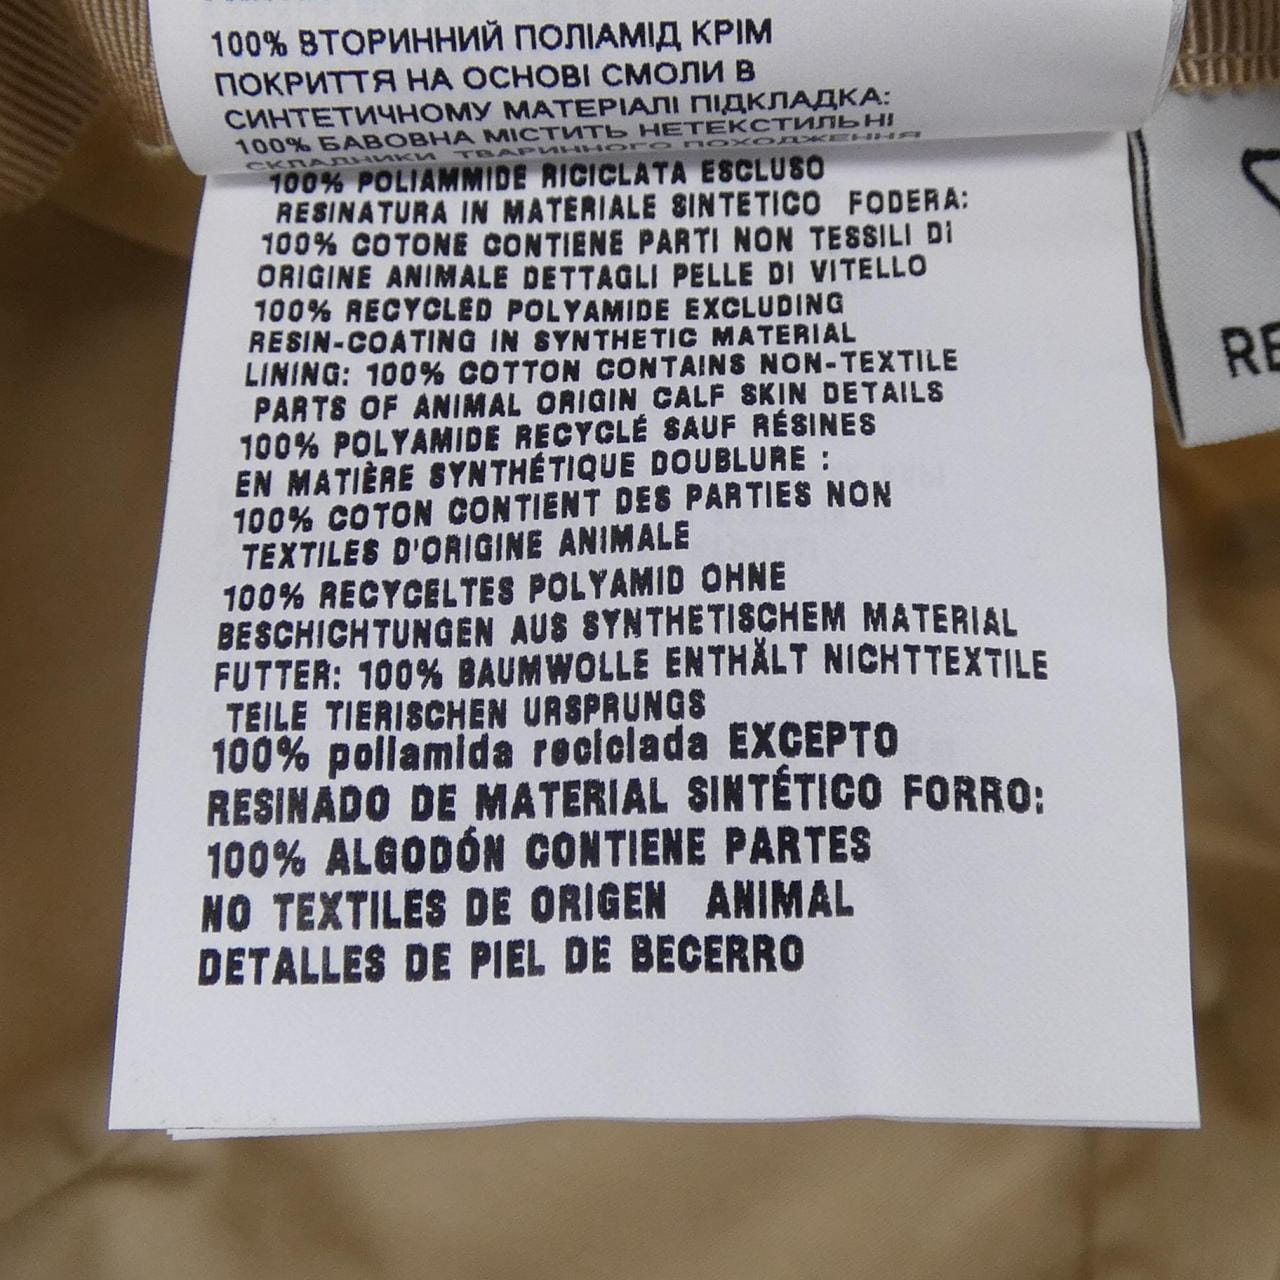 100% ВТОРИННИЙ ПОЛІАМІД КРІМ
ПОКРИТТЯ НА ОСНОВІ СМОЛИ В
СИНТЕТИЧНОМУ МАТЕРІАЛІ ПІДКЛАДКА:
100% БАВОВНА МІСТИТЬ НЕТЕКСТИЛЬНІ
СКЛАДНИКИ ТВАРИННОГО ПОХОДЖЕННЯ
100% POLIAMMIDE RICICLATA ESCLUSO
RESINATURA IN MATERIALE SINTETICO FODERA:
100% COTONE CONTIENE PARTI NON TESSILI DI
ORIGINE ANIMALE DETTAGLI PELLE DI VITELLO
100% RECYCLED POLYAMIDE EXCLUDING
RESIN-COATING IN SYNTHETIC MATERIAL
LINING: 100% COTTON CONTAINS NON-TEXTILE
PARTS OF ANIMAL ORIGIN CALF SKIN DETAILS
100% POLYAMIDE RECYCLÉ SAUF RÉSINES
EN MATIÈRE SYNTHÉTIQUE DOUBLURE :
100% COTON CONTIENT DES PARTIES NON
TEXTILES D'ORIGINE ANIMALE
100% RECYCELTES POLYAMID OHNE
BESCHICHTUNGEN AUS SYNTHETISCHEM MATERIAL
FUTTER: 100% BAUMWOLLE ENTHÄLT NICHTTEXTILE
TEILE TIERISCHEN URSPRUNGS
100% poliamida reciclada EXCEPTO
RESINADO DE MATERIAL SINTÉTICO FORRO:
100% ALGODÓN CONTIENE PARTES
NO TEXTILES DE ORIGEN ANIMAL
DETALLES DE PIEL DE BECERRO
RE